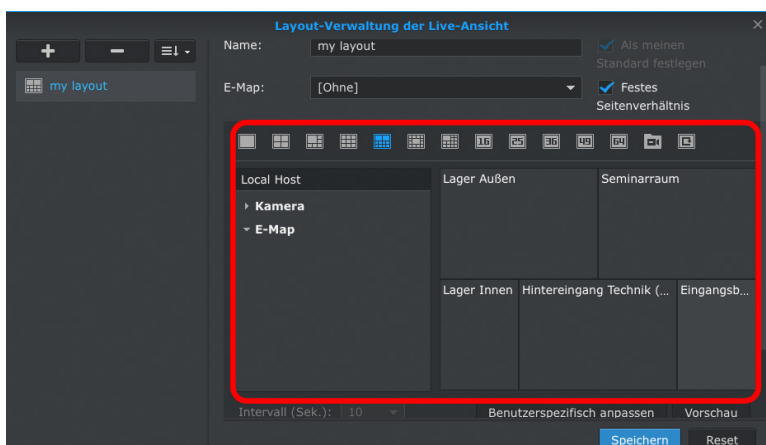 Layout-Verwaltung der Live-Ansicht
my layout
Name:
my layout
Als meinen
Standard festlegen
E-Map:
[Ohne]
Festes
Seitenverhältnis
16
25
36
49
64
Local Host
Kamera
E-Map
Lager Außen
Seminarraum
Lager Innen
Hintereingang Technik (...
Eingangsb...
Intervall (Sek.):
10
Benutzerspezifisch anpassen
Vorschau
Speichern
Reset